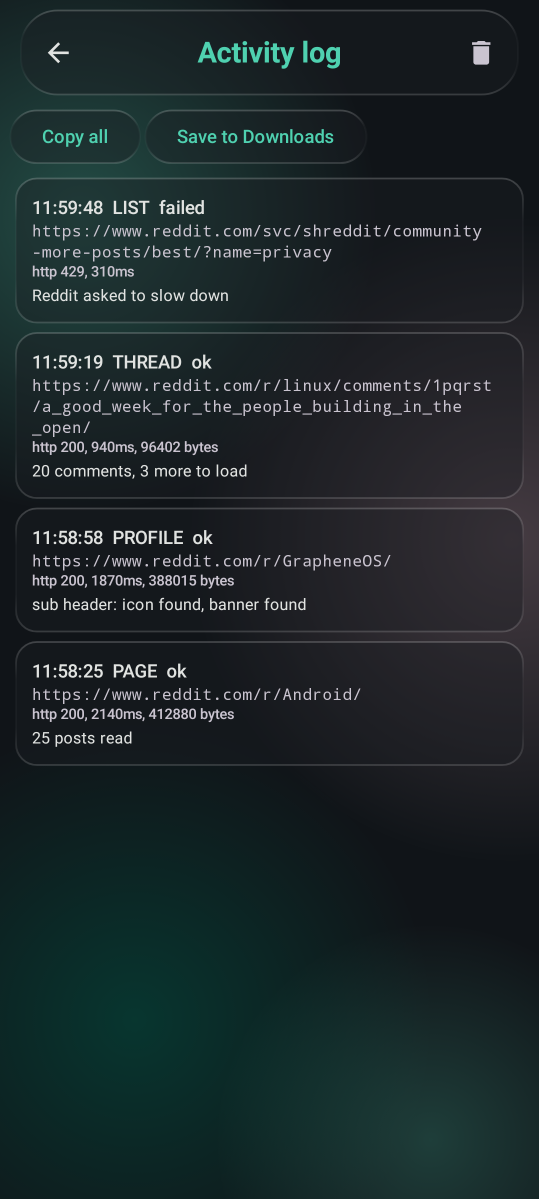 Activity log
Copy all
Save to Downloads
11:59:48 LIST failed
https://www.reddit.com/svc/shreddit/community
-more-posts/best/?name=privacy
http 429, 310ms
Reddit asked to slow down
11:59:19 THREAD ok
https://www.reddit.com/r/linux/comments/1pqrst
/a_good_week_for_the_people_building_in_the
_open/
http 200, 940ms, 96402 bytes
20 comments, 3 more to load
11:58:58 PROFILE ok
https://www.reddit.com/r/GrapheneOS/
http 200, 1870ms, 388015 bytes
sub header: icon found, banner found
11:58:25 PAGE ok
https://www.reddit.com/r/Android/
http 200, 2140ms, 412880 bytes
25 posts read